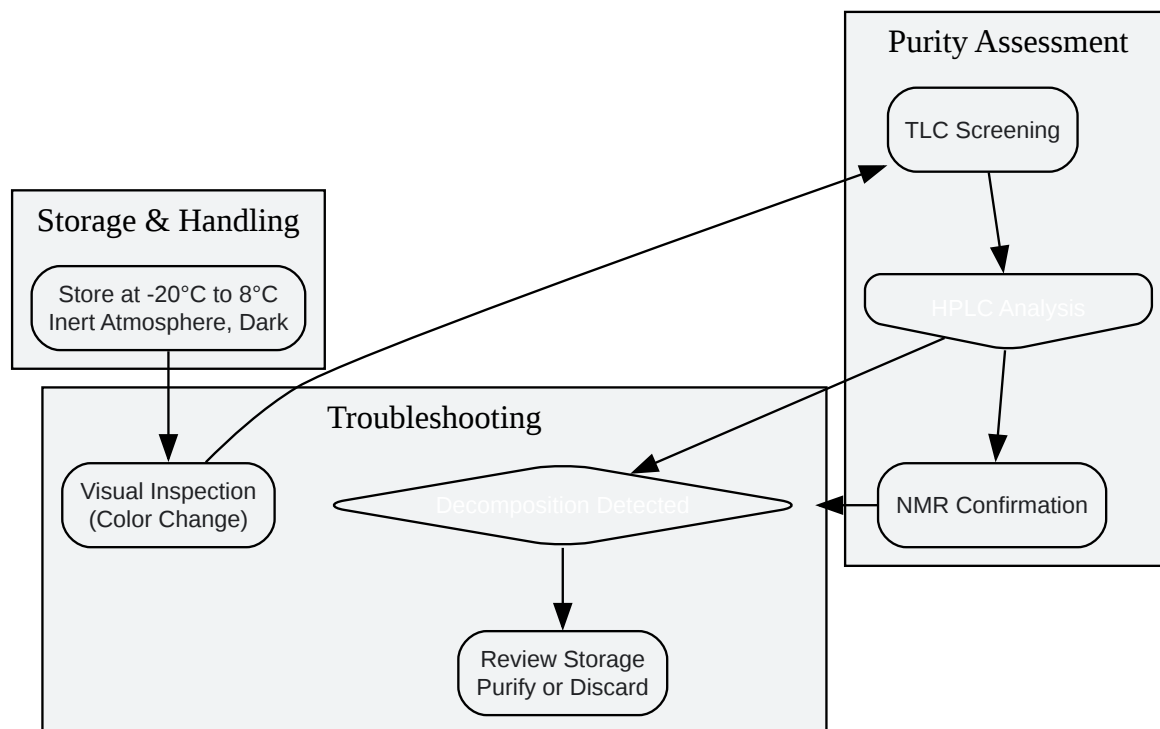 Purity Assessment
TLC Screening
Storage & Handling
Store at -20°C to 8°C
Inert Atmosphere, Dark
HPLC Analysis
Troubleshooting
Visual Inspection
(Color Change)
Decomposition Detected
NMR Confirmation
Review Storage
Purify or Discard